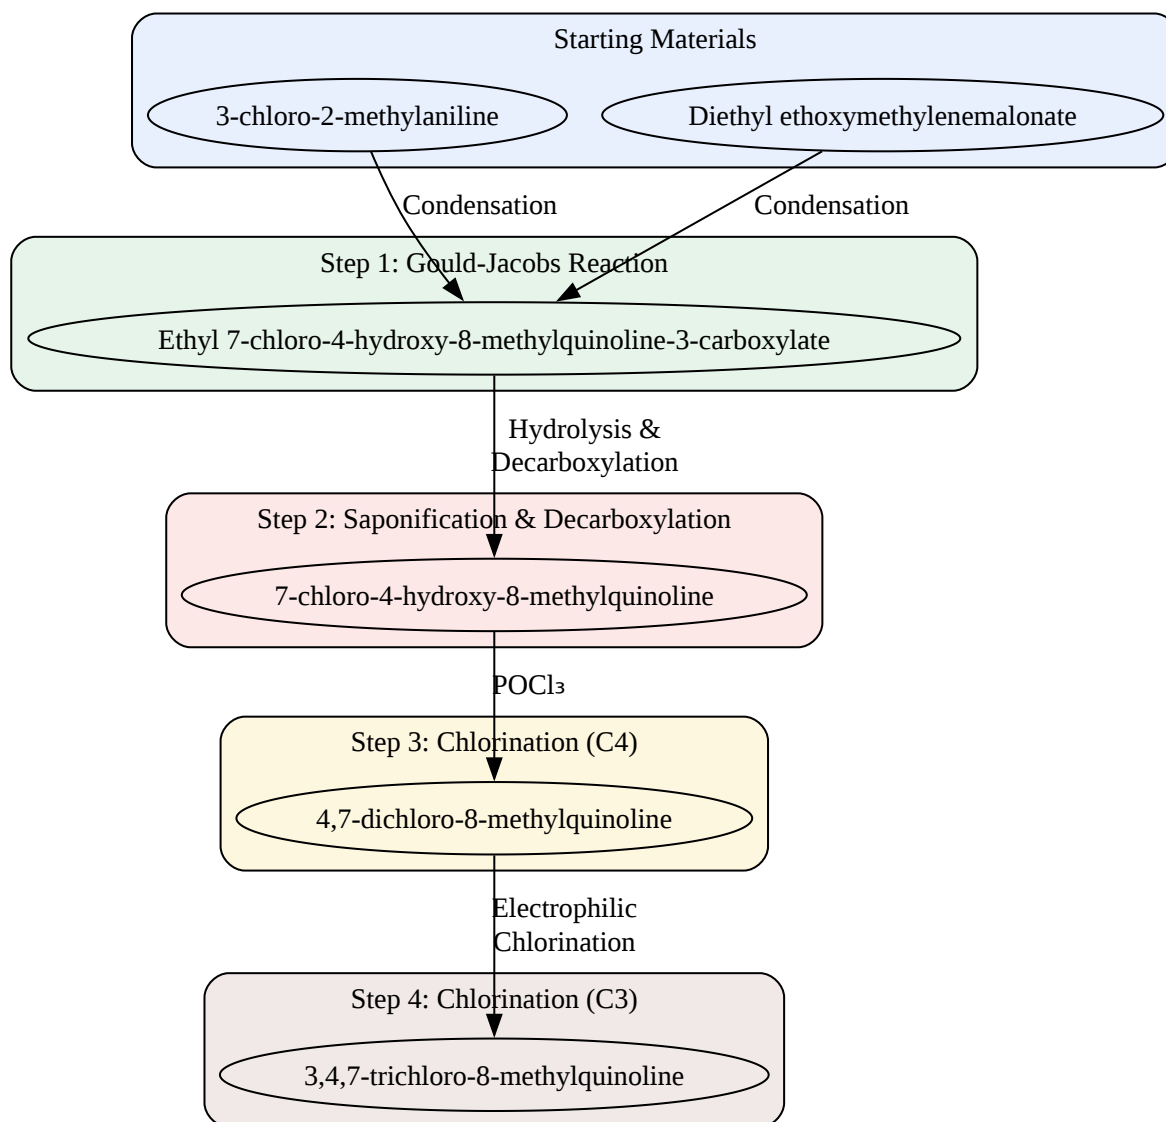 Starting Materials
3-chloro-2-methylaniline
Diethyl ethoxymethylenemalonate
Condensation
Condensation
Step 1: Gould-Jacobs Reaction
Ethyl 7-chloro-4-hydroxy-8-methylquinoline-3-carboxylate
Hydrolysis &
Decarboxylation
Step 2: Saponification & Decarboxylation
7-chloro-4-hydroxy-8-methylquinoline
POCl₃
Step 3: Chlorination (C4)
4,7-dichloro-8-methylquinoline
Electrophilic
Chlorination
Step 4: Chlorination (C3)
3,4,7-trichloro-8-methylquinoline